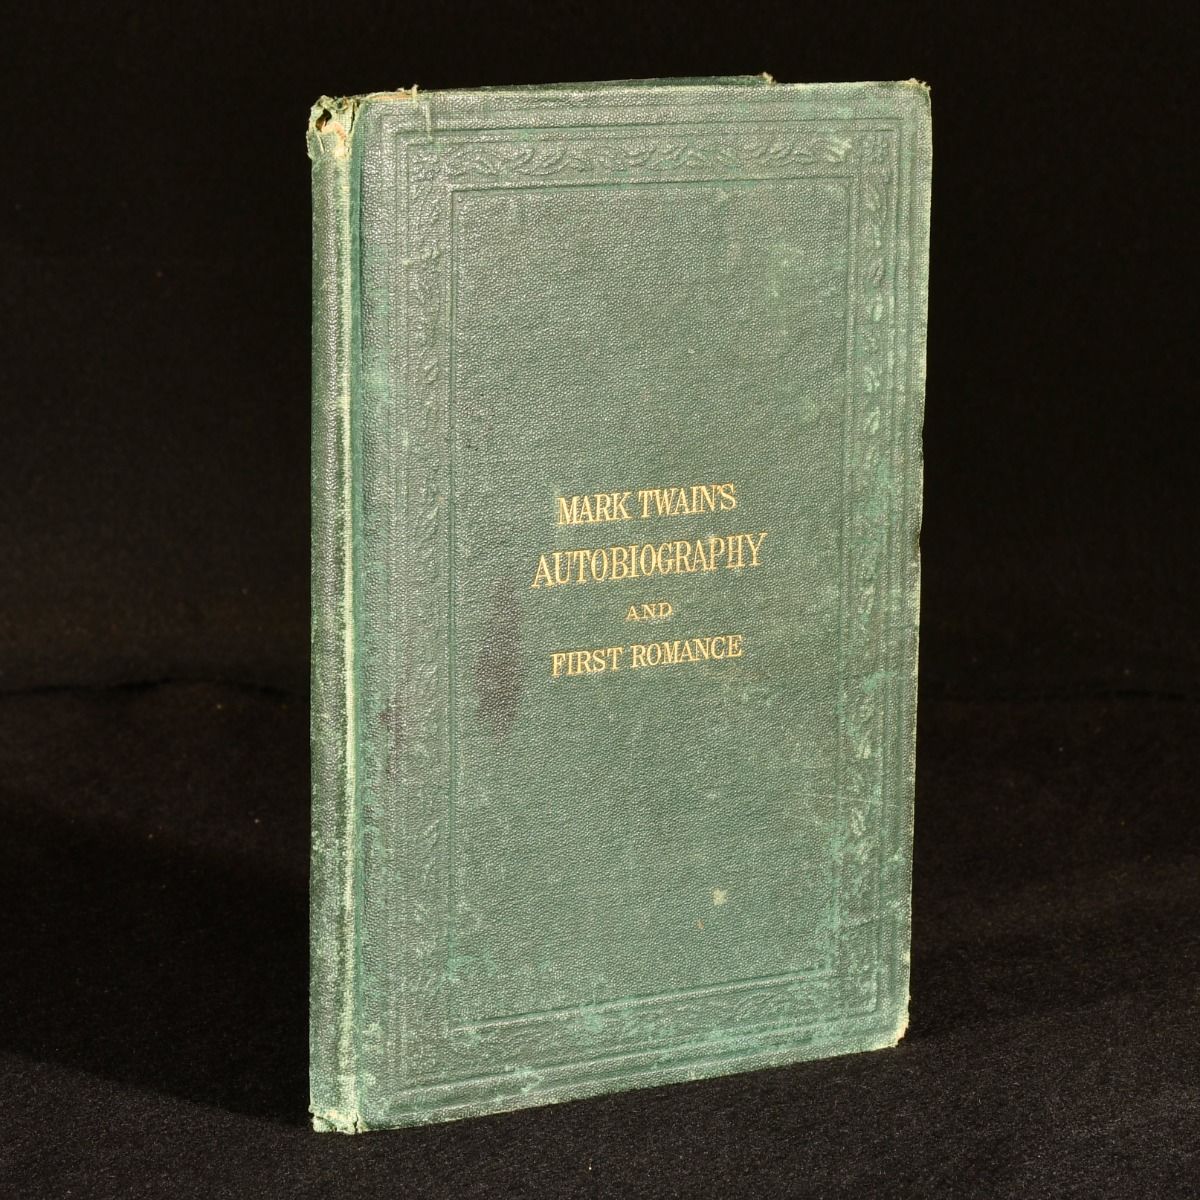 MARK TWAIN'S
AUTOBIOGRAPHY
AND
FIRST ROMANCE